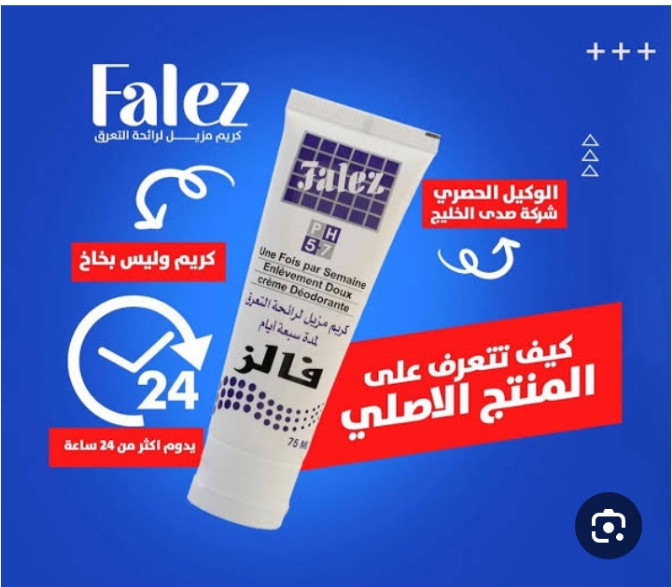 Falez
كريم مزيل لرائحة التعرق
كريم وليس بخاخ
24
يدوم اكثر من 24 ساعة
Falez
PH
5-7
Une Fois par Semaine
Enlèvement Doux
crème Déodorante
كريم مزيل لرائحة التعرق
لمدة سبعة أيام
فالز
75 Ml
الوكيل الحصري
شركة صدى الخليج
كيف تتعرف على
المنتج الاصلي